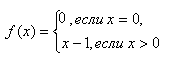 f(x) = {0 ,если x = 0,
x − 1, если x > 0